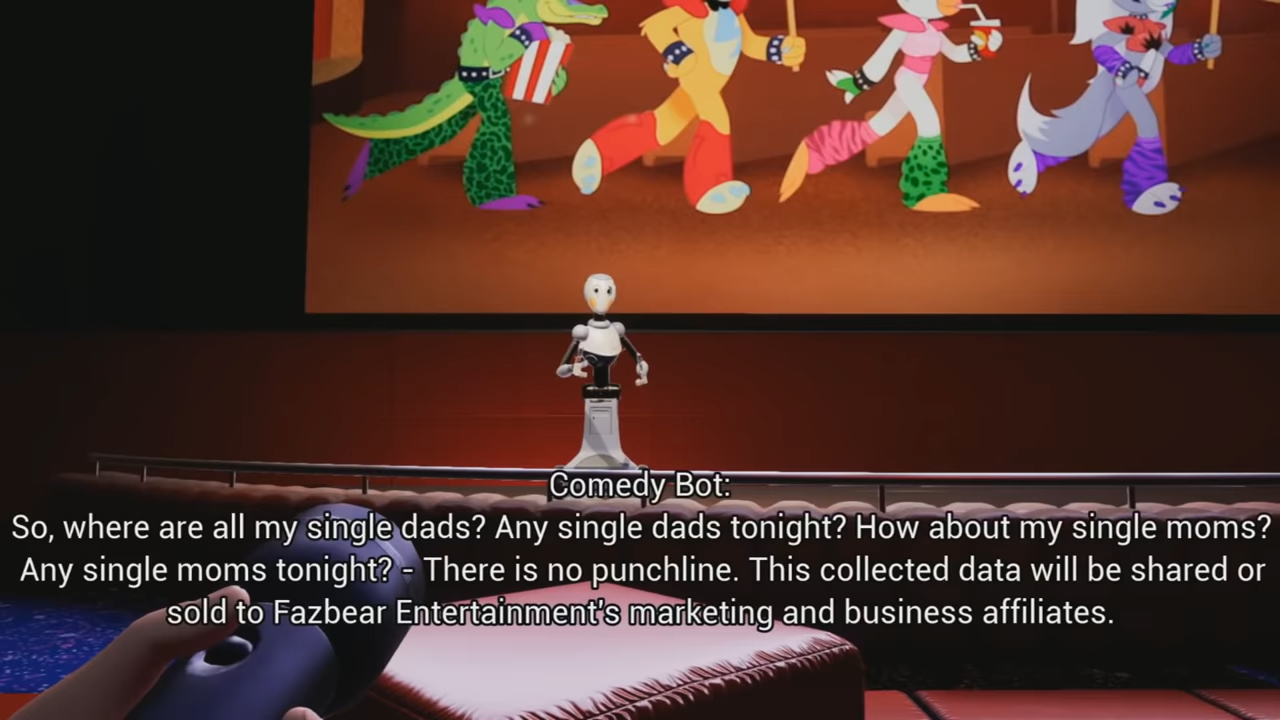 Comedy Bot:
So, where are all my single dads? Any single dads tonight? How about my single moms?
Any single moms tonight? - There is no punchline. This collected data will be shared or
sold to Fazbear Entertainment's marketing and business affiliates.